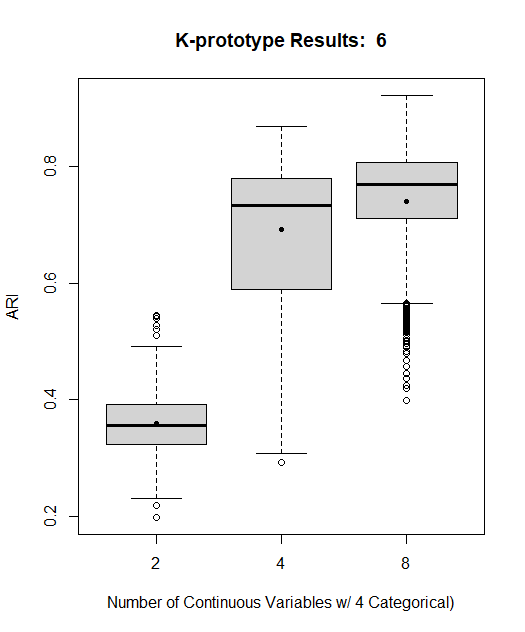 K-prototype Results:  6
ARI
0.8
0.6
0.4
0.2
2 4 8
Number of Continuous Variables w/ 4 Categorical)